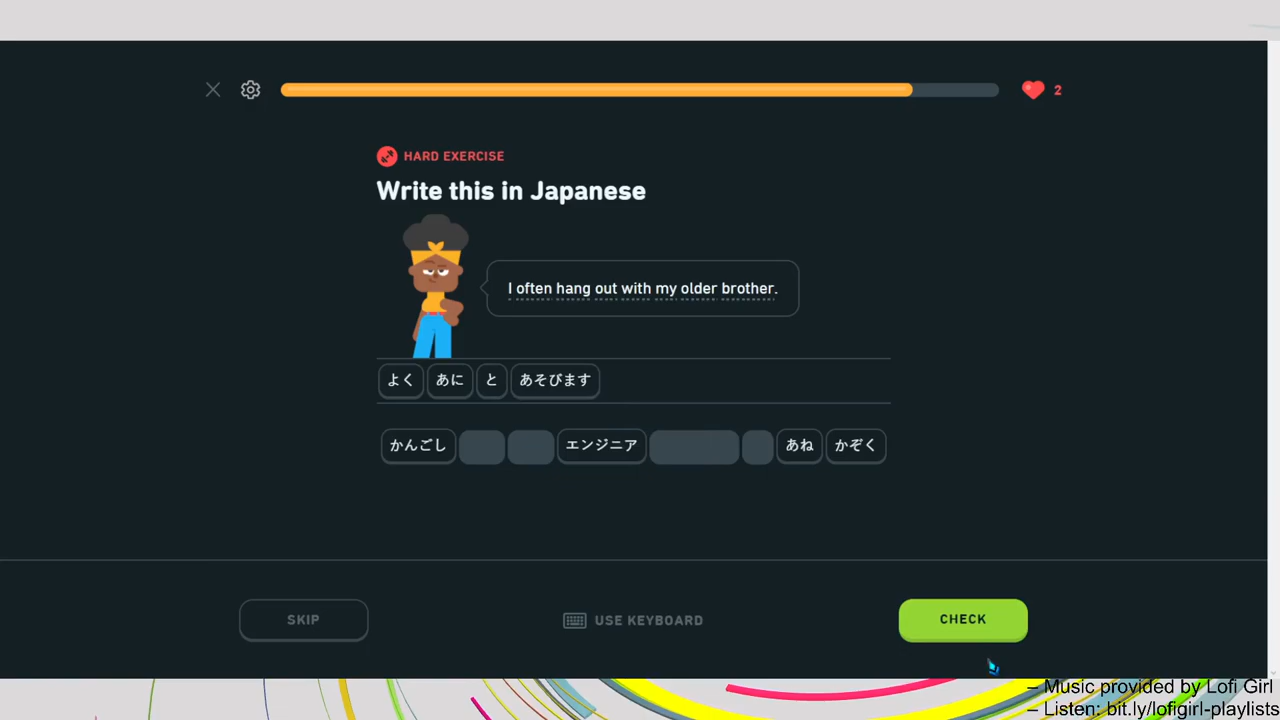 2
HARD EXERCISE
Write this in Japanese
I often hang out with my older brother.
よく あに と あそびます
かんごし エンジニア あね かぞく
SKIP
USE KEYBOARD
CHECK
– Music provided by Lofi Girl
– Listen: bit.ly/lofigirl-playlists